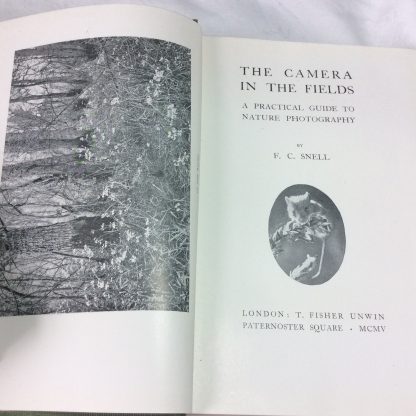 THE CAMERA
IN THE FIELDS
A PRACTICAL GUIDE TO
NATURE PHOTOGRAPHY
BY
F. C. SNELL
LONDON: T. FISHER UNWIN
PATERNOSTER SQUARE • MCMV